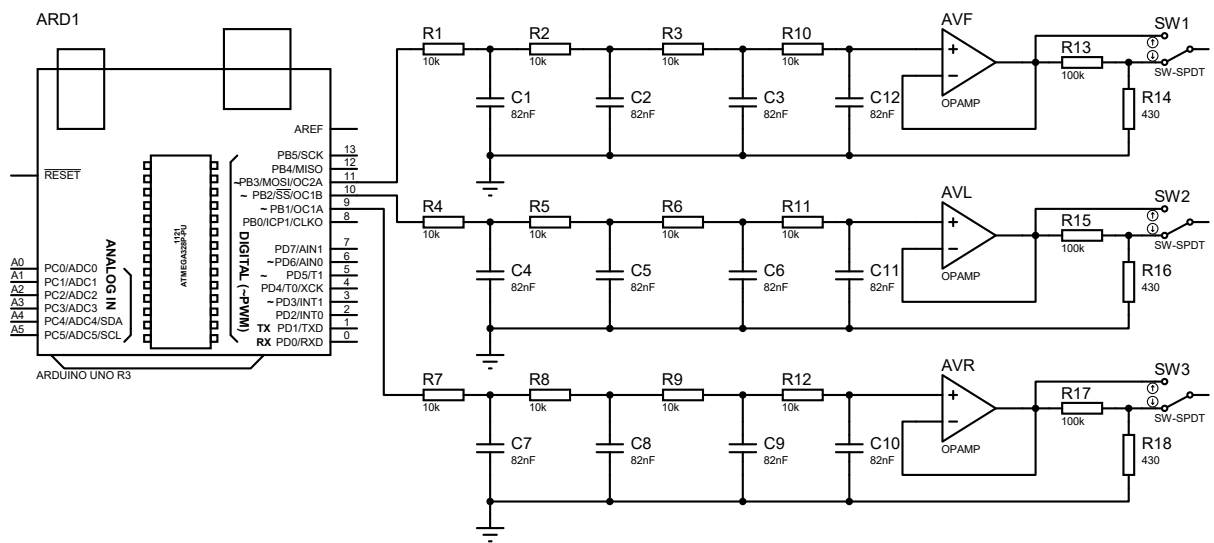 ARD1
RESET
AREF
PB5/SCK 13
PB4/MISO 12
~PB3/MOSI/OC2A 11
~ PB2/SS/OC1B 10
~ PB1/OC1A 9
PB0/ICP1/CLKO 8
PD7/AIN1 7
~PD6/AIN0 6
~ PD5/T1 5
PD4/T0/XCK 4
~PD3/INT1 3
PD2/INT0 2
TX PD1/TXD 1
RX PD0/RXD 0
DIGITAL (~PWM)
1121
ATMEGA328P-PU
ANALOG IN
A0 PC0/ADC0
A1 PC1/ADC1
A2 PC2/ADC2
A3 PC3/ADC3
A4 PC4/ADC4/SDA
A5 PC5/ADC5/SCL
ARDUINO UNO R3
R1
10k
R2
10k
R3
10k
R10
10k
C1
82nF
C2
82nF
C3
82nF
C12
82nF
AVF
OPAMP
R13
100k
R14
430
SW1
SW-SPDT
R4
10k
R5
10k
R6
10k
R11
10k
C4
82nF
C5
82nF
C6
82nF
C11
82nF
AVL
OPAMP
R15
100k
R16
430
SW2
SW-SPDT
R7
10k
R8
10k
R9
10k
R12
10k
C7
82nF
C8
82nF
C9
82nF
C10
82nF
AVR
OPAMP
R17
100k
R18
430
SW3
SW-SPDT